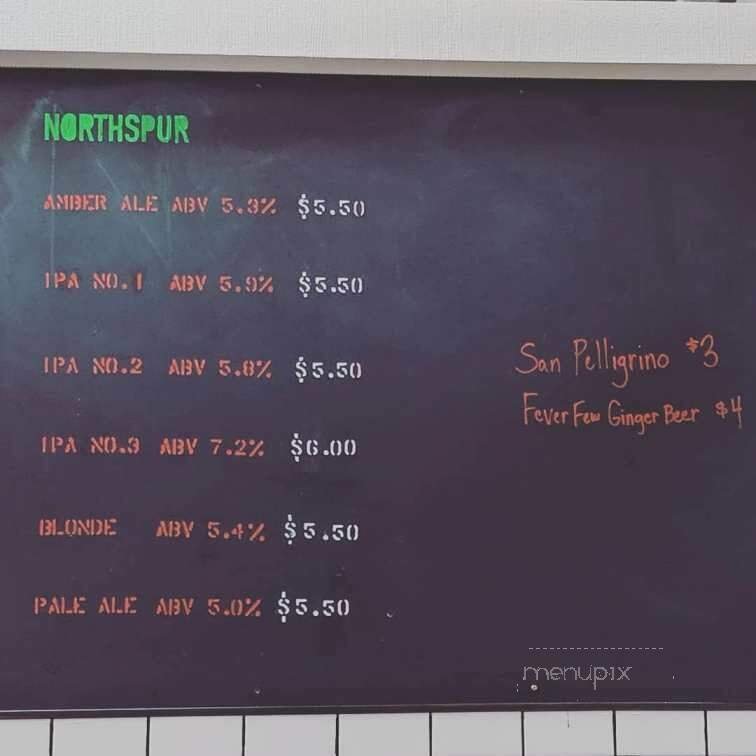 NORTHSPUR
AMBER ALE ABV 5.3% $5.50
IPA NO.1 ABV 5.9% $5.50
IPA NO.2 ABV 5.8% $5.50
IPA NO.3 ABV 7.2% $6.00
BLONDE ABV 5.4% $5.50
PALE ALE ABV 5.0% $5.50
San Pelligrino $3
Fever Few Ginger Beer $4
menupix